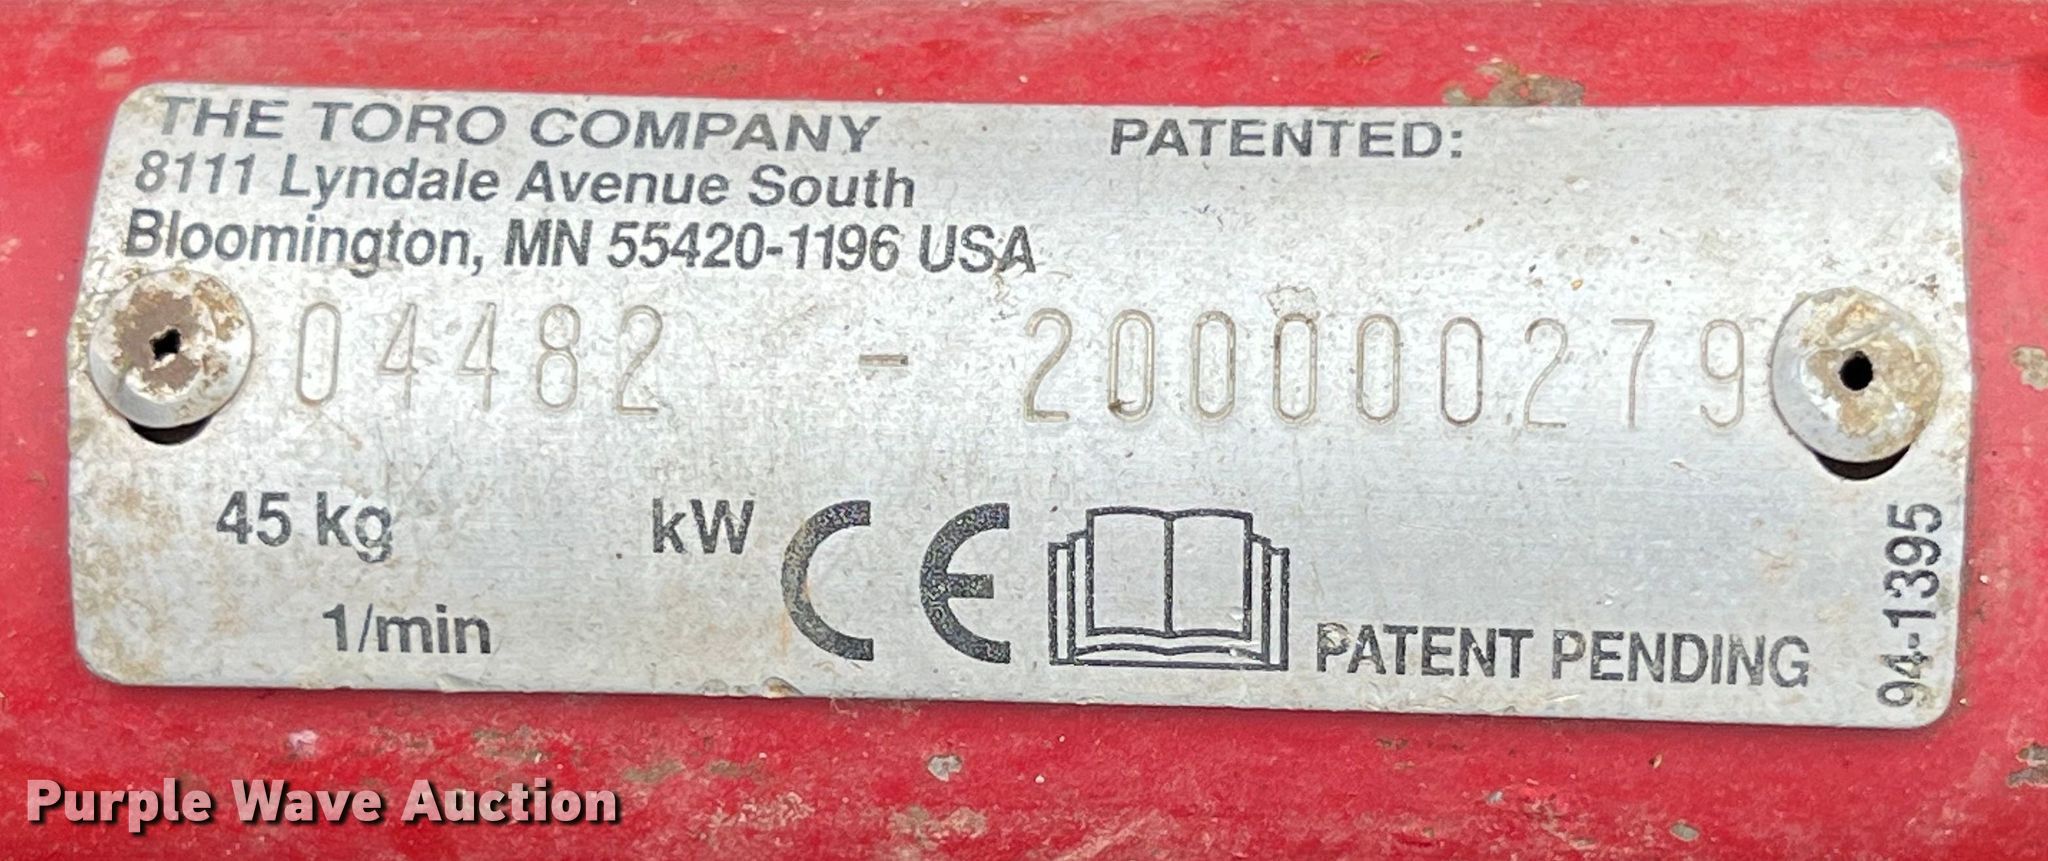 THE TORO COMPANY
8111 Lyndale Avenue South
Bloomington, MN 55420-1196 USA
PATENTED:
04482 - 200000279
45 kg
kW
1/min
CE
PATENT PENDING
94-1395
Purple Wave Auction